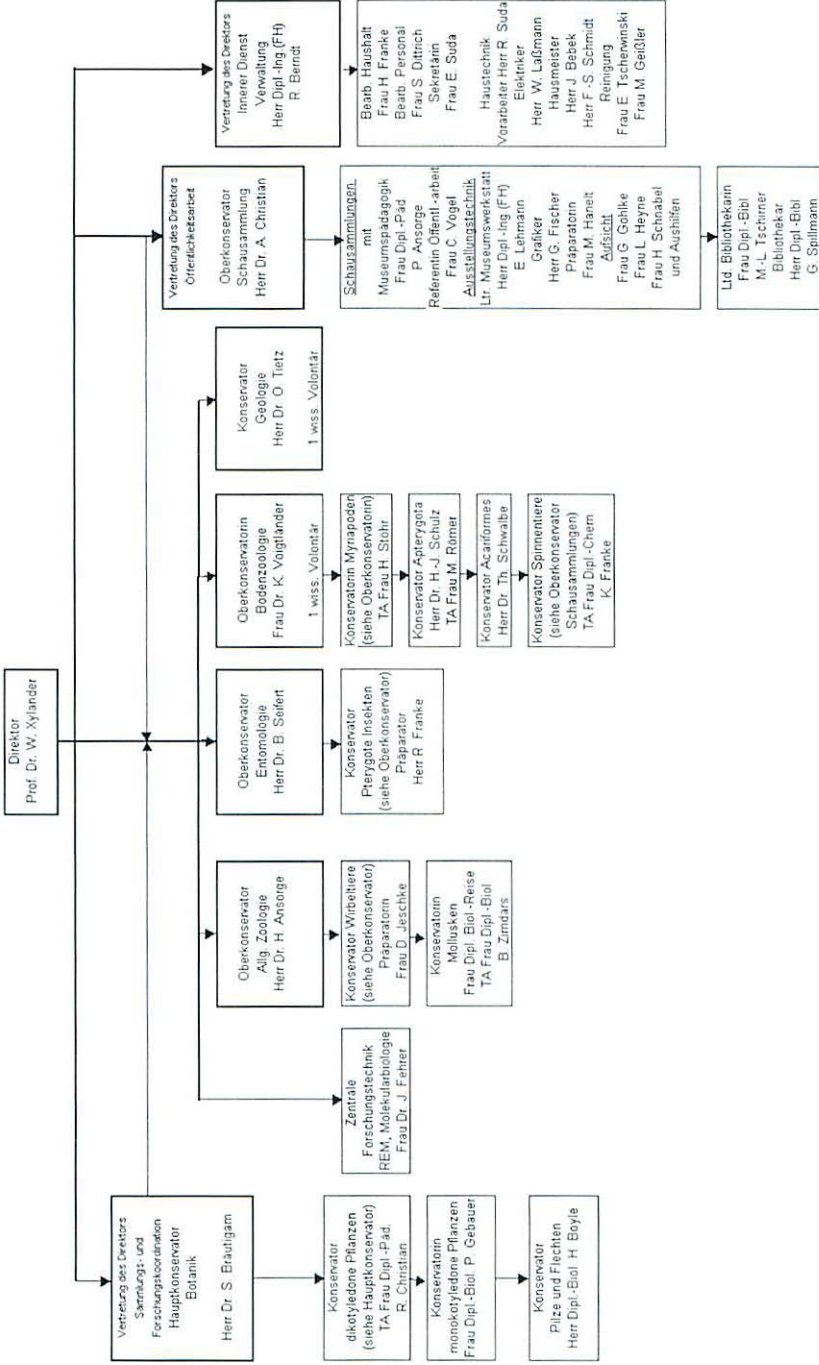 Direktor
Prof. Dr. W. Xylander
Vertretung des Direktors
Sammlungs- und
Forschungskoordination
Hauptkonservator
Botanik
Herr Dr. S. Bräutigam
Konservator
dikotyledone Pflanzen
(siehe Hauptkonservator)
TA Frau Dipl.-Päd.
R. Christian
Konservatorin
monokotyledone Pflanzen
Frau Dipl.-Biol. P. Gebauer
Konservator
Pilze und Flechten
Herr Dipl.-Biol. H. Boyle
Zentrale
Forschungstechnik
REM, Molekularbiologie
Frau Dr. J. Fehrer
Oberkonservator
Allg. Zoologie
Herr Dr. H. Ansorge
Konservator Wirbeltiere
(siehe Oberkonservator)
Präparatorin
Frau D. Jeschke
Konservatorin
Mollusken
Frau Dipl. Biol.-Reise
TA Frau Dipl.-Biol
B. Zimdars
Oberkonservator
Entomologie
Herr Dr. B. Seifert
Konservator
Pterygote Insekten
(siehe Oberkonservator)
Präparator
Herr R. Franke
Oberkonservatorin
Bodenzoologie
Frau Dr. K. Voigtländer
1 wiss. Volontär
Konservatorin Myriapoden
(siehe Oberkonservatorin)
TA Frau H. Stöhr
Konservator Apterygota
Herr Dr. H.-J. Schulz
TA Frau M. Römer
Konservator Acariformes
Herr Dr. Th. Schwalbe
Konservator Spinnentiere
(siehe Oberkonservator
Schausammlungen)
TA Frau Dipl.-Chem
K. Franke
Konservator
Geologie
Herr Dr. O. Tietz
1 wiss. Volontär
Vertretung des Direktors
Öffentlichkeitsarbeit
Oberkonservator
Schausammlung
Herr Dr. A. Christian
Schausammlungen
mit
Museumspädagogik
Frau Dipl.-Päd
P. Ansorge
Referentin Öffentl.-arbeit
Frau C. Vogel
Ausstellungstechnik
Ltr. Museumswerkstatt
Herr Dipl.-Ing.(FH)
E. Lehmann
Grafiker
Herr G. Fischer
Präparatorin
Frau M. Hanelt
Aufsicht
Frau G. Gohlke
Frau L. Heyne
Frau H. Schnabel
und Aushilfen
Ltd. Bibliothekarin
Frau Dipl.-Bibl
M.-L. Tschirner
Bibliothekar
Herr Dipl.-Bibl
G. Spillmann
Vertretung des Direktors
Innerer Dienst
Verwaltung
Herr Dipl.-Ing.(FH)
R. Berndt
Bearb. Haushalt
Frau H. Franke
Bearb. Personal
Frau S. Dittrich
Sekretärin
Frau E. Suda
Haustechnik
Vorarbeiter Herr R. Suda
Elektriker
Herr W. Laßmann
Hausmeister
Herr J. Bebek
Herr F.-S. Schmidt
Reinigung
Frau E. Tscherwinski
Frau M. Geißler